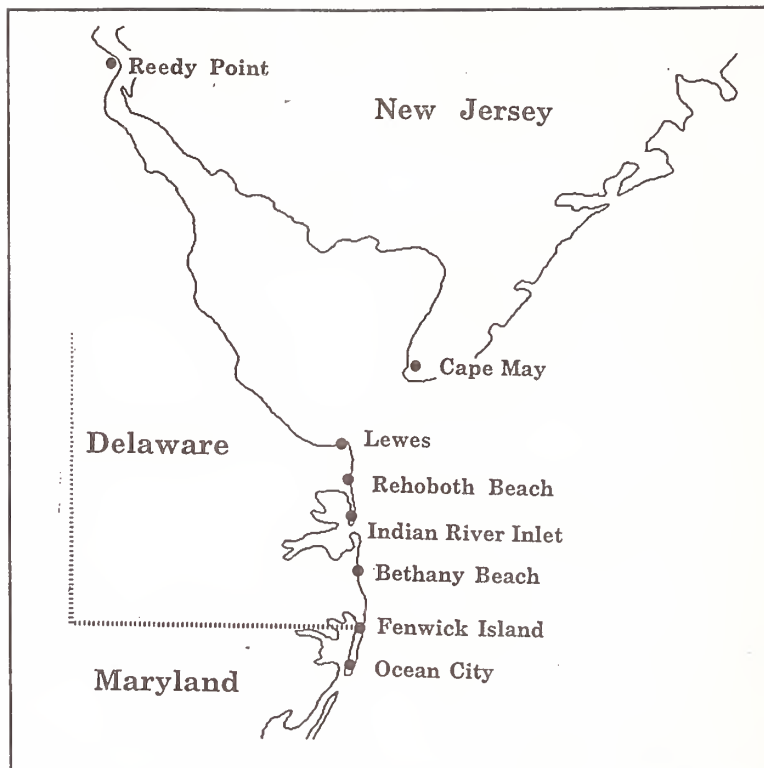 Reedy Point
New Jersey
Cape May
Delaware
Lewes
Rehoboth Beach
Indian River Inlet
Bethany Beach
Fenwick Island
Maryland
Ocean City